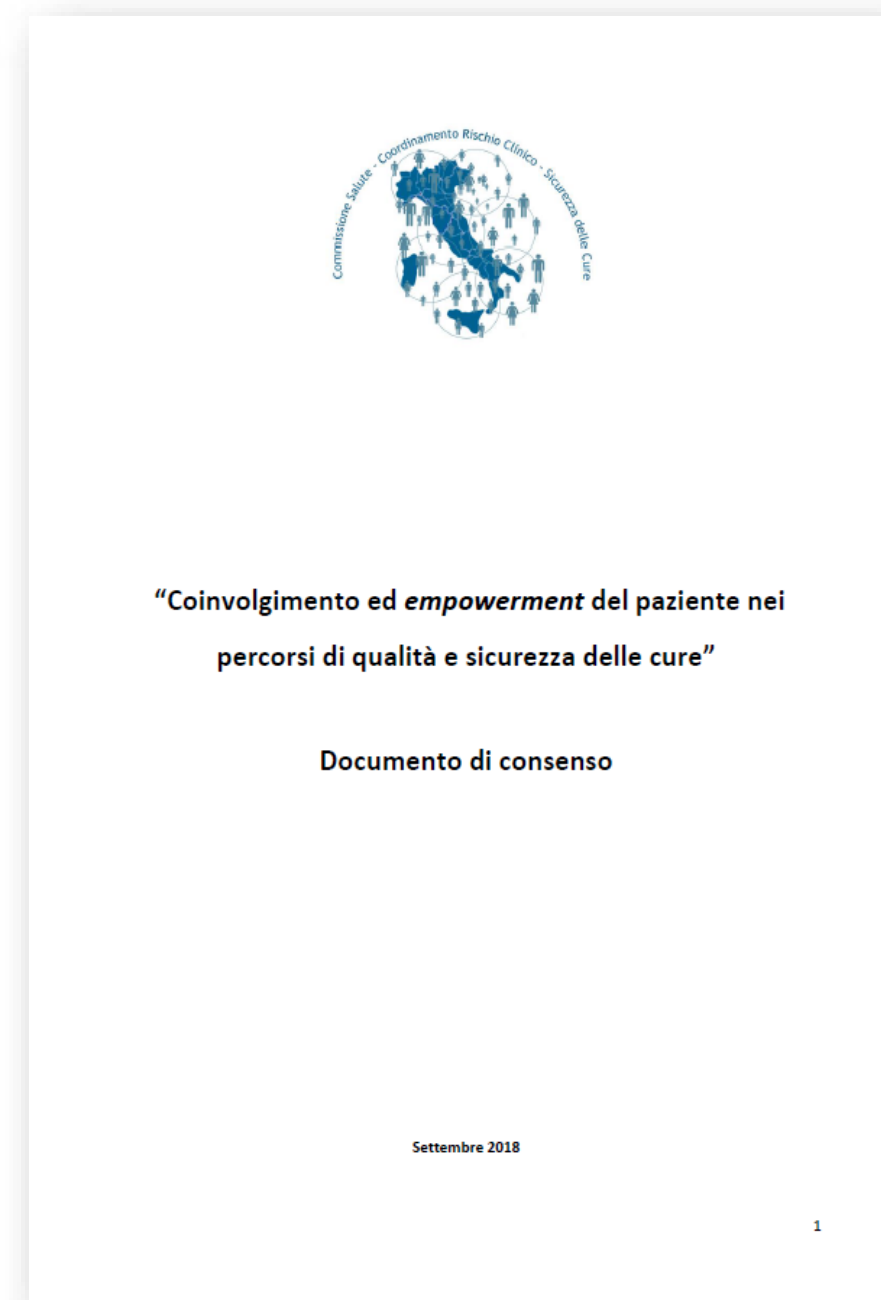 Commissione Salute - Coordinamento Rischio Clinico - Sicurezza delle Cure
“Coinvolgimento ed empowerment del paziente nei
percorsi di qualità e sicurezza delle cure”
Documento di consenso
Settembre 2018
1